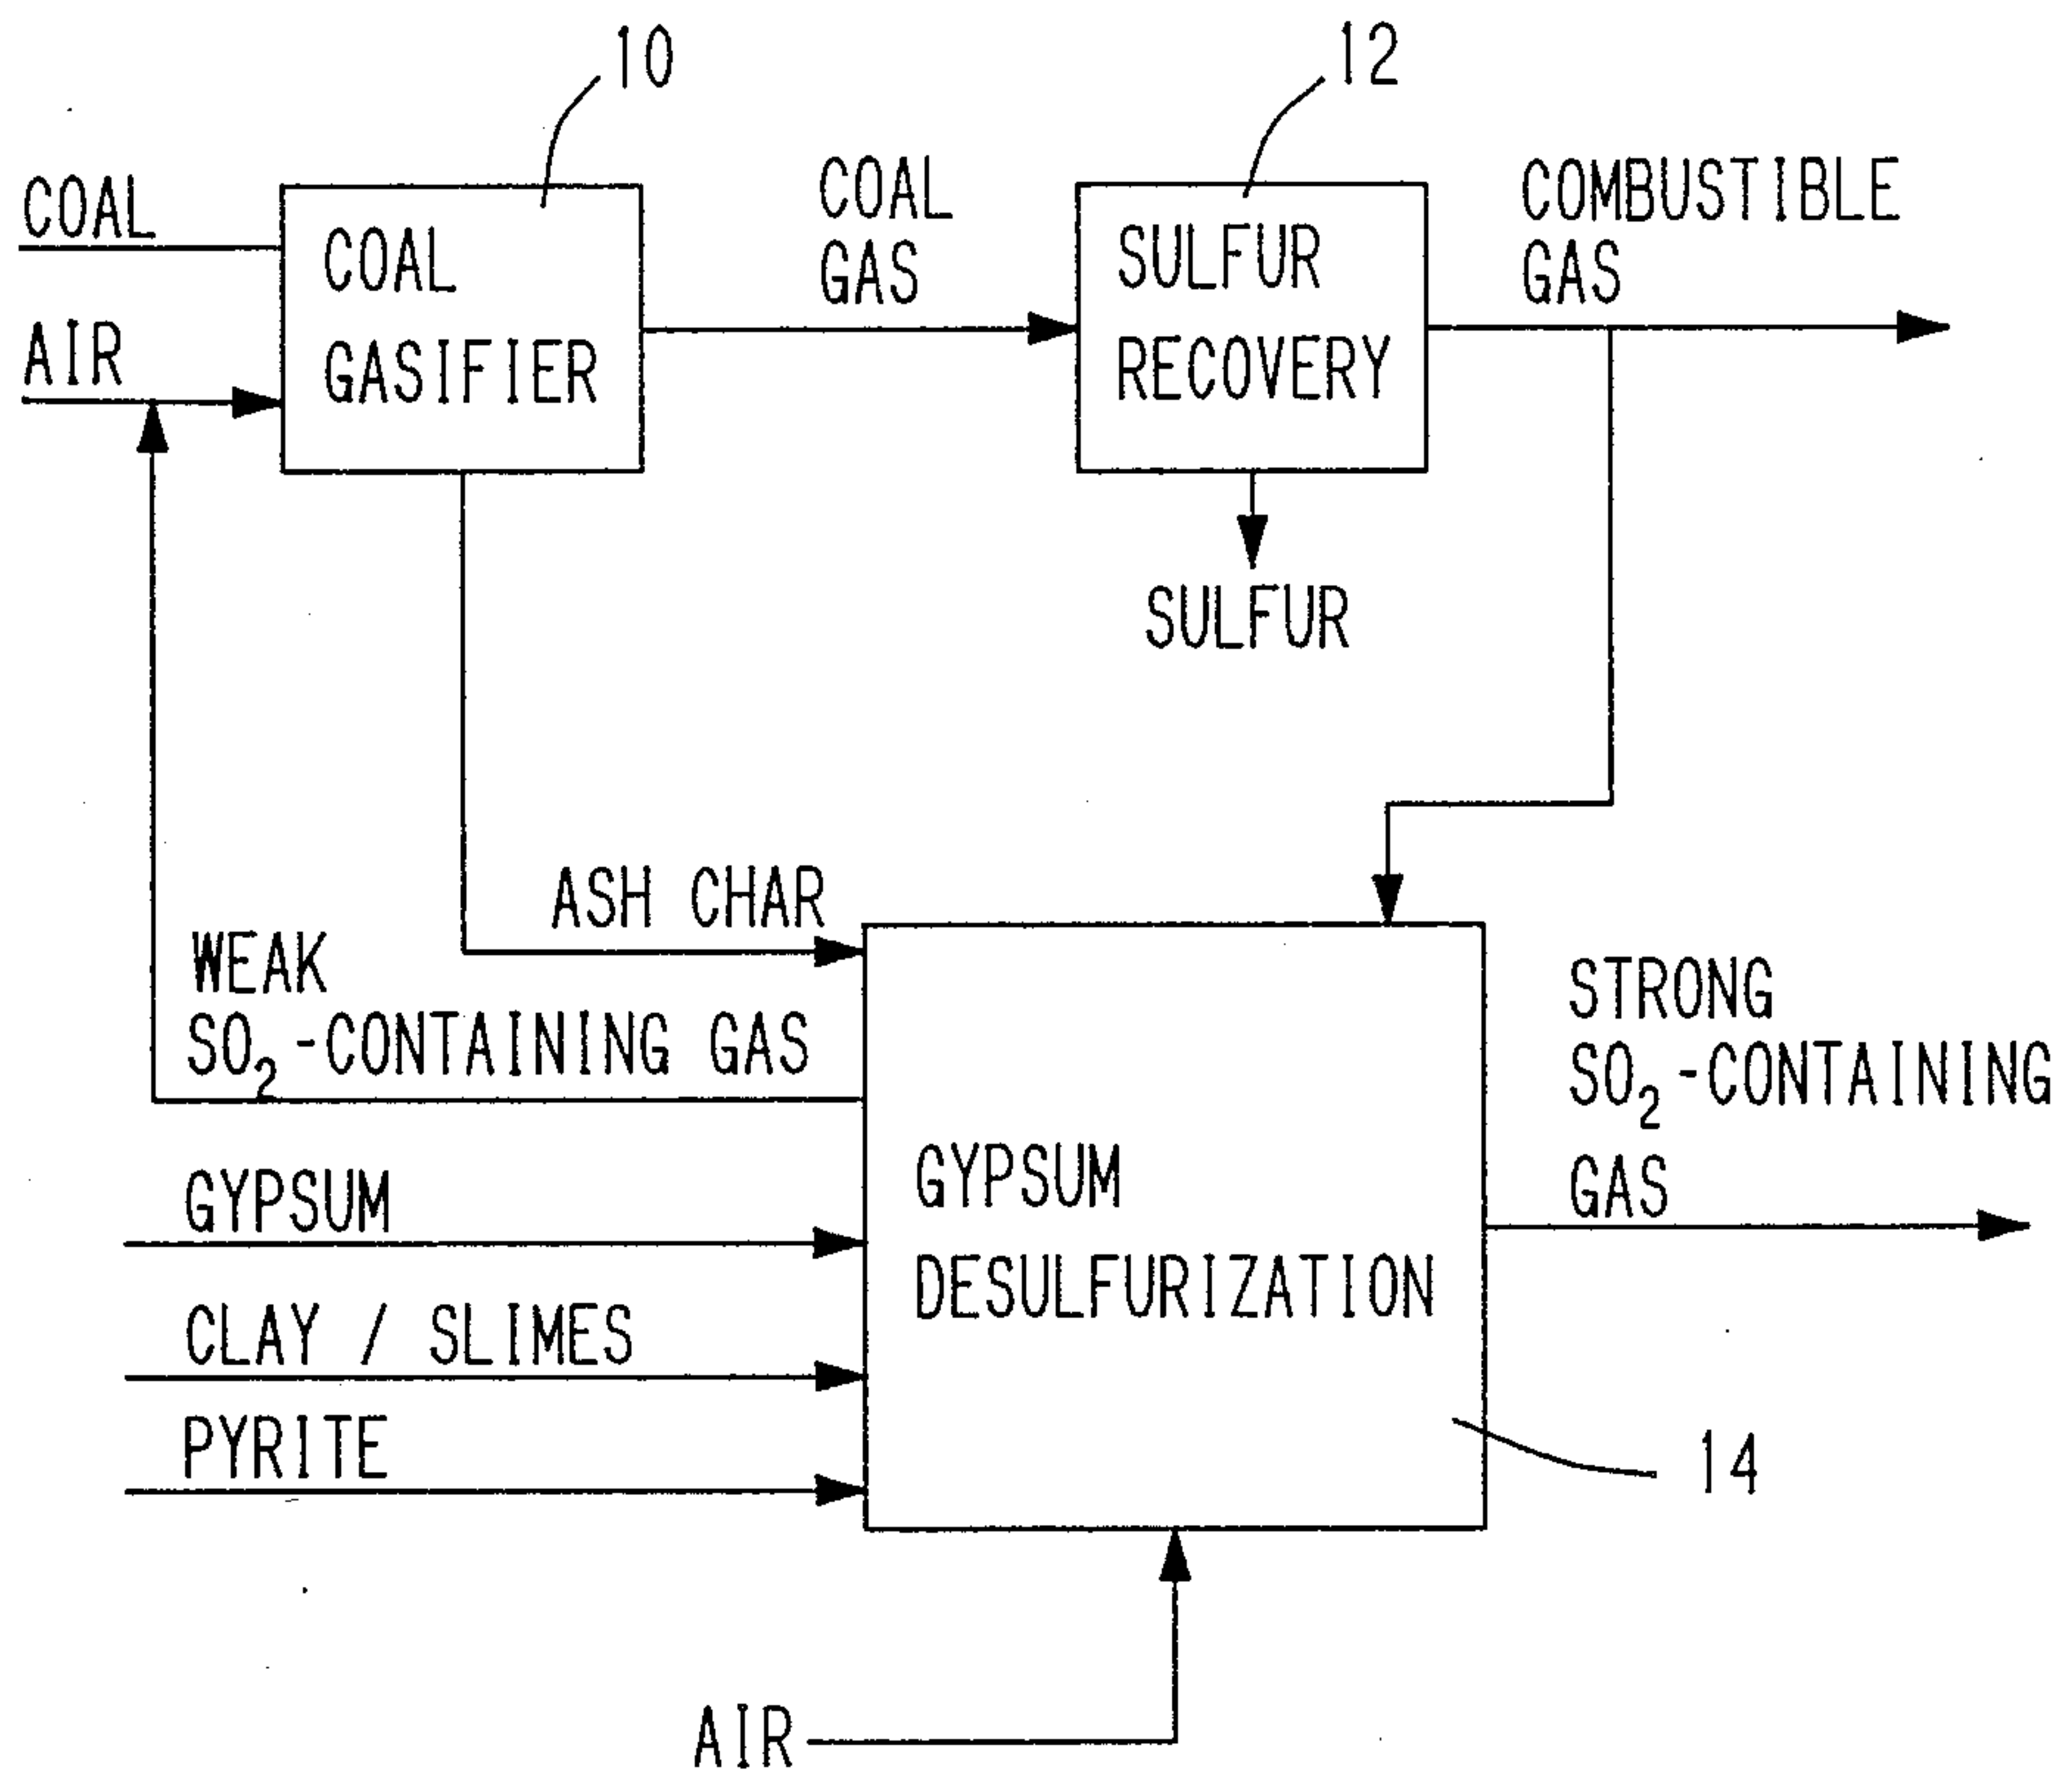 10
12
COAL
AIR
COAL
GASIFIER
COAL
GAS
SULFUR
RECOVERY
COMBUSTIBLE
GAS
SULFUR
ASH CHAR
WEAK
SO₂-CONTAINING GAS
GYPSUM
CLAY / SLIMES
PYRITE
GYPSUM
DESULFURIZATION
STRONG
SO₂-CONTAINING
GAS
14
AIR